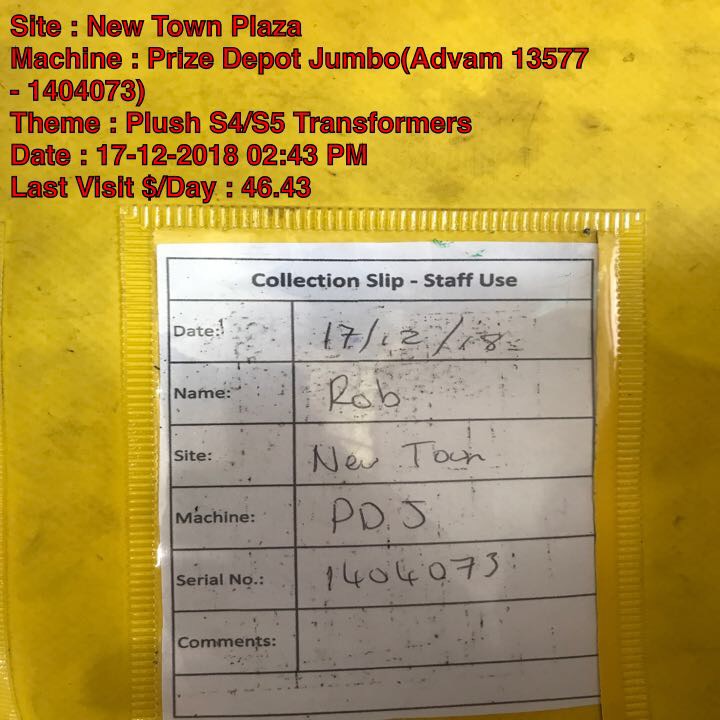 Site : New Town Plaza
Machine : Prize Depot Jumbo(Advam 13577
- 1404073)
Theme : Plush S4/S5 Transformers
Date : 17-12-2018 02:43 PM
Last Visit $/Day : 46.43
Collection Slip - Staff Use
Date: 17/12/18
Name: Rob
Site: New Town
Machine: PDJ
Serial No.: 1404073
Comments: